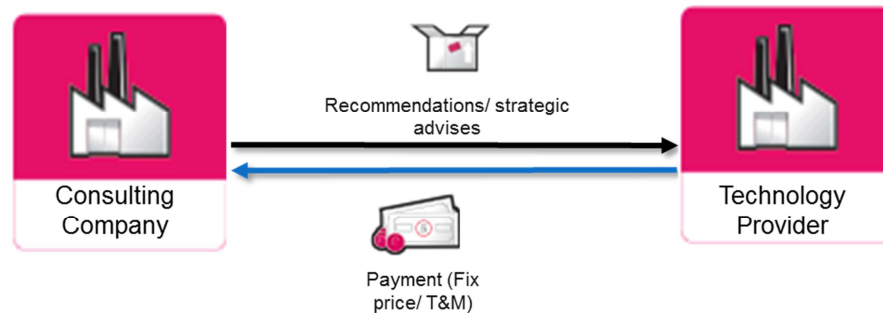 Recommendations/ strategic
advises
Consulting
Company
Technology
Provider
Payment (Fix
price/ T&M)